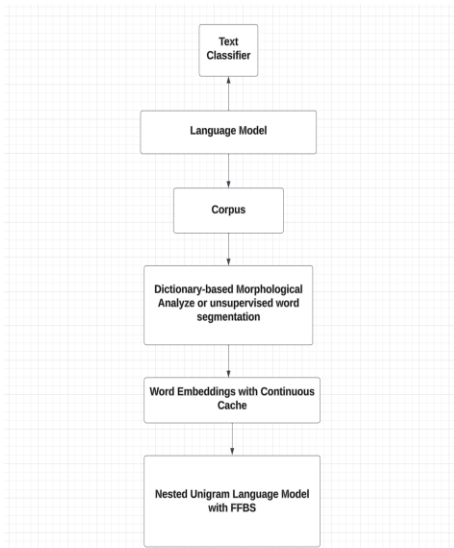 Text
Classifier
Language Model
Corpus
Dictionary-based Morphological
Analyze or unsupervised word
segmentation
Word Embeddings with Continuous
Cache
Nested Unigram Language Model
with FFBS